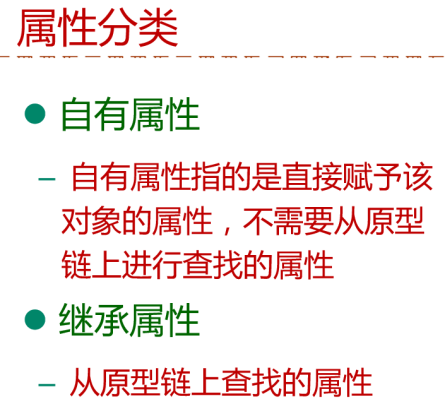 属性分类
● 自有属性
– 自有属性指的是直接赋予该
对象的属性，不需要从原型
链上进行查找的属性
● 继承属性
– 从原型链上查找的属性